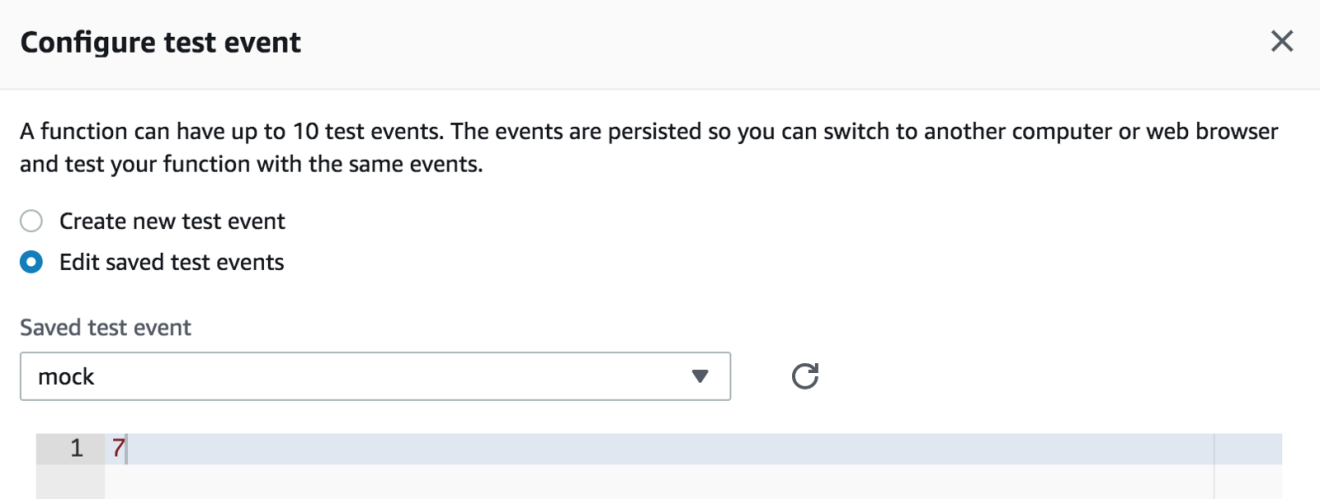 Configure test event
A function can have up to 10 test events. The events are persisted so you can switch to another computer or web browser
and test your function with the same events.
Create new test event
Edit saved test events
Saved test event
mock
1 7